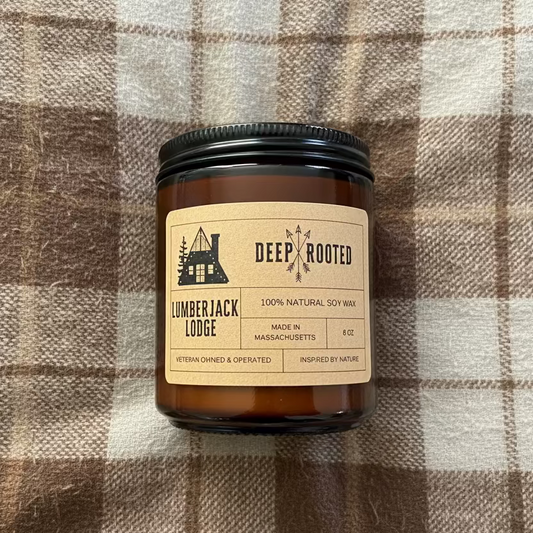 DEEP ROOTED
LUMBERJACK
LODGE
100% NATURAL SOY WAX
MADE IN
MASSACHUSETTS
8 OZ
VETERAN OWNED & OPERATED
INSPIRED BY NATURE